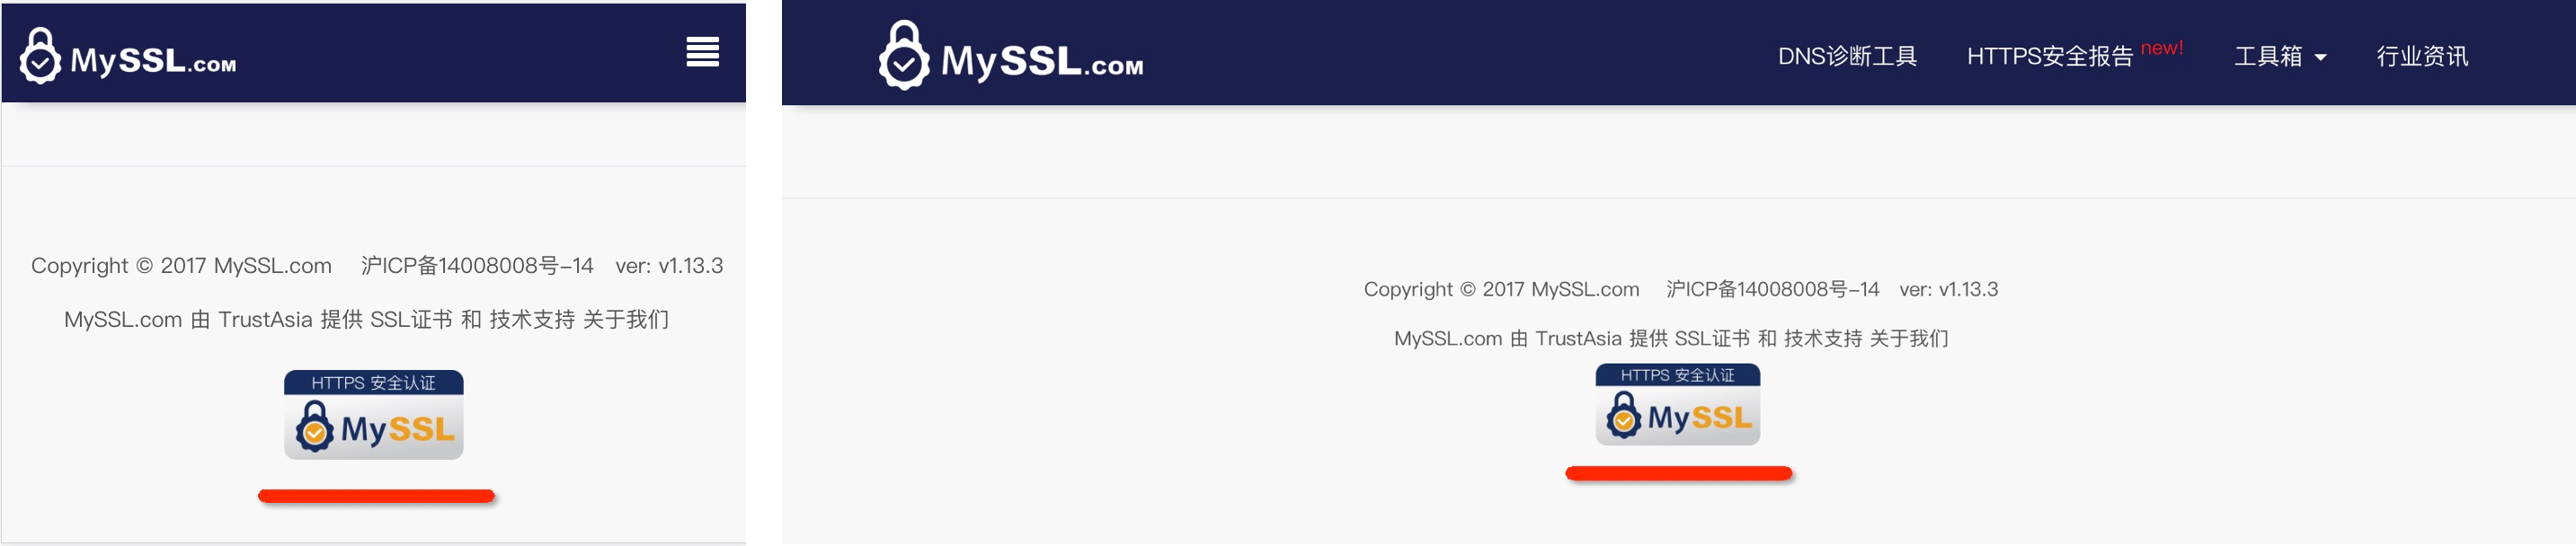 MySSL.com
Copyright © 2017 MySSL.com 沪ICP备14008008号-14 ver: v1.13.3
MySSL.com 由 TrustAsia 提供 SSL证书 和 技术支持 关于我们
HTTPS 安全认证
MySSL
MySSL.com
DNS诊断工具 HTTPS安全报告 new! 工具箱 行业资讯
Copyright © 2017 MySSL.com 沪ICP备14008008号-14 ver: v1.13.3
MySSL.com 由 TrustAsia 提供 SSL证书 和 技术支持 关于我们
HTTPS 安全认证
MySSL